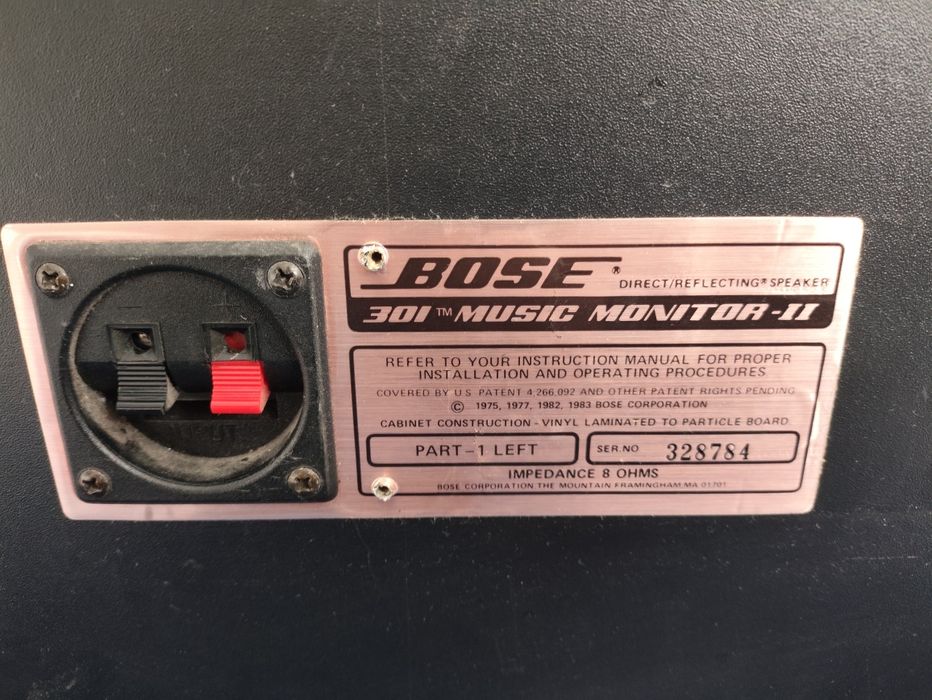 BOSE®
DIRECT/REFLECTING® SPEAKER
301™ MUSIC MONITOR-II
REFER TO YOUR INSTRUCTION MANUAL FOR PROPER
INSTALLATION AND OPERATING PROCEDURES
COVERED BY U.S. PATENT 4,266,092 AND OTHER PATENT RIGHTS PENDING
© 1975, 1977, 1982, 1983 BOSE CORPORATION
CABINET CONSTRUCTION - VINYL LAMINATED TO PARTICLE BOARD
PART-1 LEFT
SER.NO 328784
IMPEDANCE 8 OHMS
BOSE CORPORATION THE MOUNTAIN FRAMINGHAM MA 01701
- +
INPUT